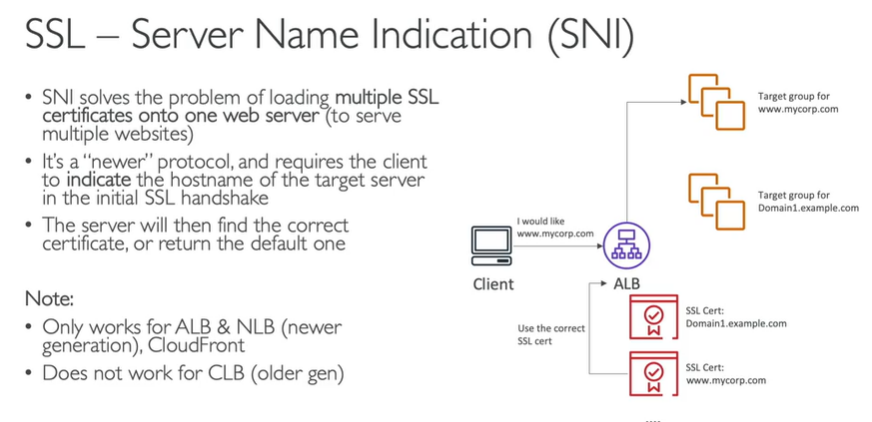 SSL – Server Name Indication (SNI)
• SNI solves the problem of loading multiple SSL
certificates onto one web server (to serve
multiple websites)
• It's a "newer" protocol, and requires the client
to indicate the hostname of the target server
in the initial SSL handshake
• The server will then find the correct
certificate, or return the default one
Note:
• Only works for ALB & NLB (newer
generation), CloudFront
• Does not work for CLB (older gen)
Target group for
www.mycorp.com
Target group for
Domain1.example.com
I would like
www.mycorp.com
Client
ALB
Use the correct
SSL cert
SSL Cert:
Domain1.example.com
SSL Cert:
www.mycorp.com
....